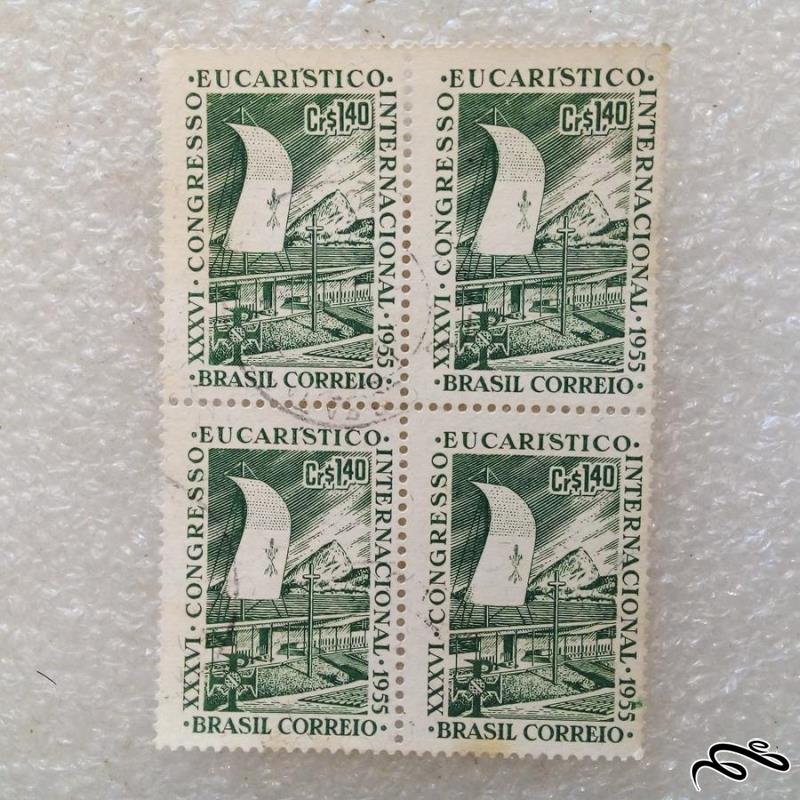 XXXVI · CONGRESSO · EUCARÍSTICO · INTERNACIONAL · 1955
Cr$1,40
· BRASIL CORREIO ·
XXXVI · CONGRESSO · EUCARÍSTICO · INTERNACIONAL · 1955
Cr$1,40
· BRASIL CORREIO ·
XXXVI · CONGRESSO · EUCARÍSTICO · INTERNACIONAL · 1955
Cr$1,40
· BRASIL CORREIO ·
XXXVI · CONGRESSO · EUCARÍSTICO · INTERNACIONAL · 1955
Cr$1,40
· BRASIL CORREIO ·